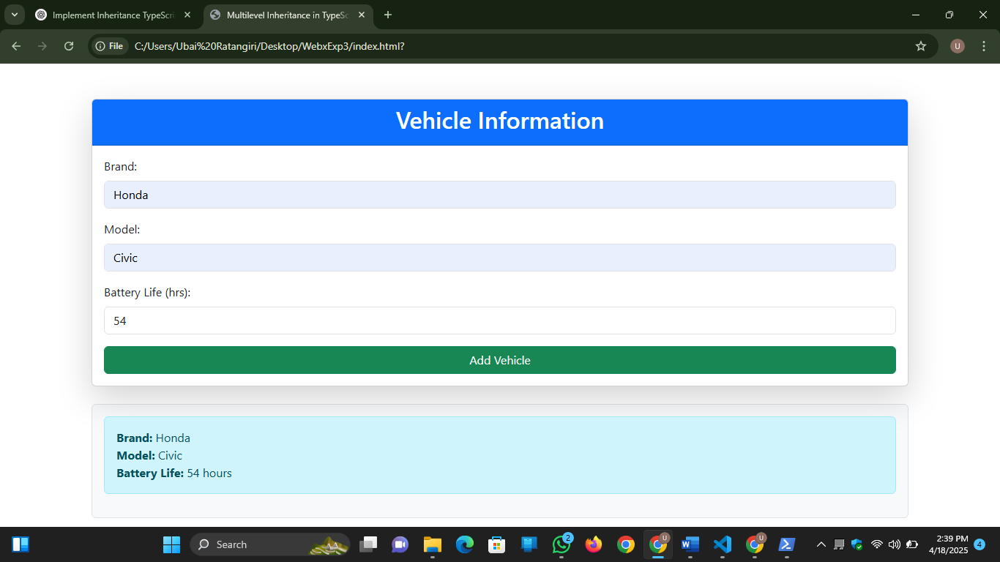 Implement Inheritance TypeScri
Multilevel Inheritance in TypeSc
File
C:/Users/Ubai%20Ratangiri/Desktop/WebxExp3/index.html?
U
Vehicle Information
Brand:
Honda
Model:
Civic
Battery Life (hrs):
54
Add Vehicle
Brand: Honda
Model: Civic
Battery Life: 54 hours
Search
2
U
W
U
2:39 PM
4/18/2025
4